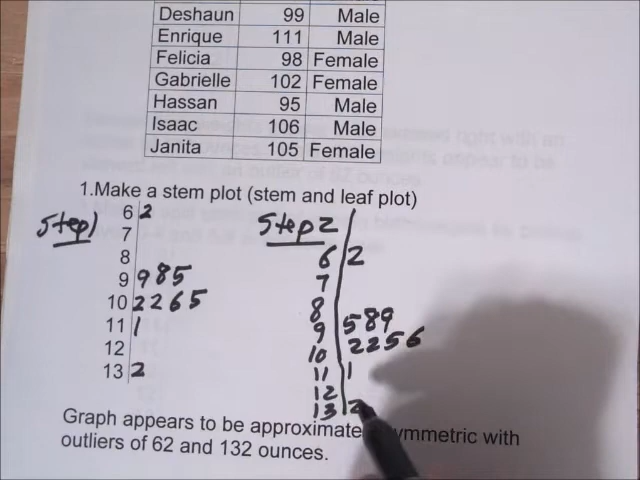 Deshaun 99 Male
Enrique 111 Male
Felicia 98 Female
Gabrielle 102 Female
Hassan 95 Male
Isaac 106 Male
Janita 105 Female
1.Make a stem plot (stem and leaf plot)
Step 1
6 2
7
8
9 9 8 5
10 2 2 6 5
11 1
12
13 2
Step 2
6 2
7
8
9 5 8 9
10 2 2 5 6
11 1
12
13 2
Graph appears to be with
outliers of 62 and 132 ounces.